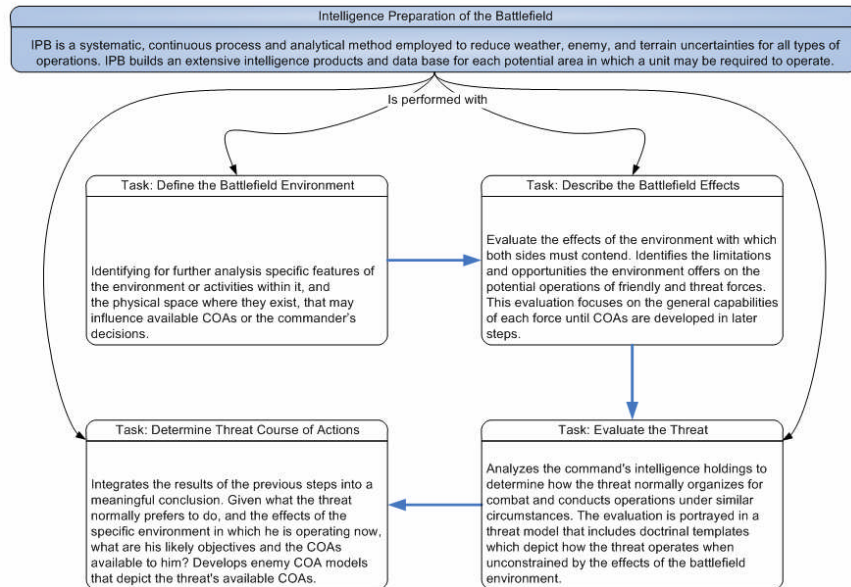 Intelligence Preparation of the Battlefield
IPB is a systematic, continuous process and analytical method employed to reduce weather, enemy, and terrain uncertainties for all types of
operations. IPB builds an extensive intelligence products and data base for each potential area in which a unit may be required to operate.
Is performed with
Task: Define the Battlefield Environment
Identifying for further analysis specific features of
the environment or activities within it, and
the physical space where they exist, that may
influence available COAs or the commander's
decisions.
Task: Describe the Battlefield Effects
Evaluate the effects of the environment with which
both sides must contend. Identifies the limitations
and opportunities the environment offers on the
potential operations of friendly and threat forces.
This evaluation focuses on the general capabilities
of each force until COAs are developed in later
steps.
Task: Determine Threat Course of Actions
Integrates the results of the previous steps into a
meaningful conclusion. Given what the threat
normally prefers to do, and the effects of the
specific environment in which he is operating now,
what are his likely objectives and the COAs
available to him? Develops enemy COA models
that depict the threat's available COAs.
Task: Evaluate the Threat
Analyzes the command's intelligence holdings to
determine how the threat normally organizes for
combat and conducts operations under similar
circumstances. The evaluation is portrayed in a
threat model that includes doctrinal templates
which depict how the threat operates when
unconstrained by the effects of the battlefield
environment.